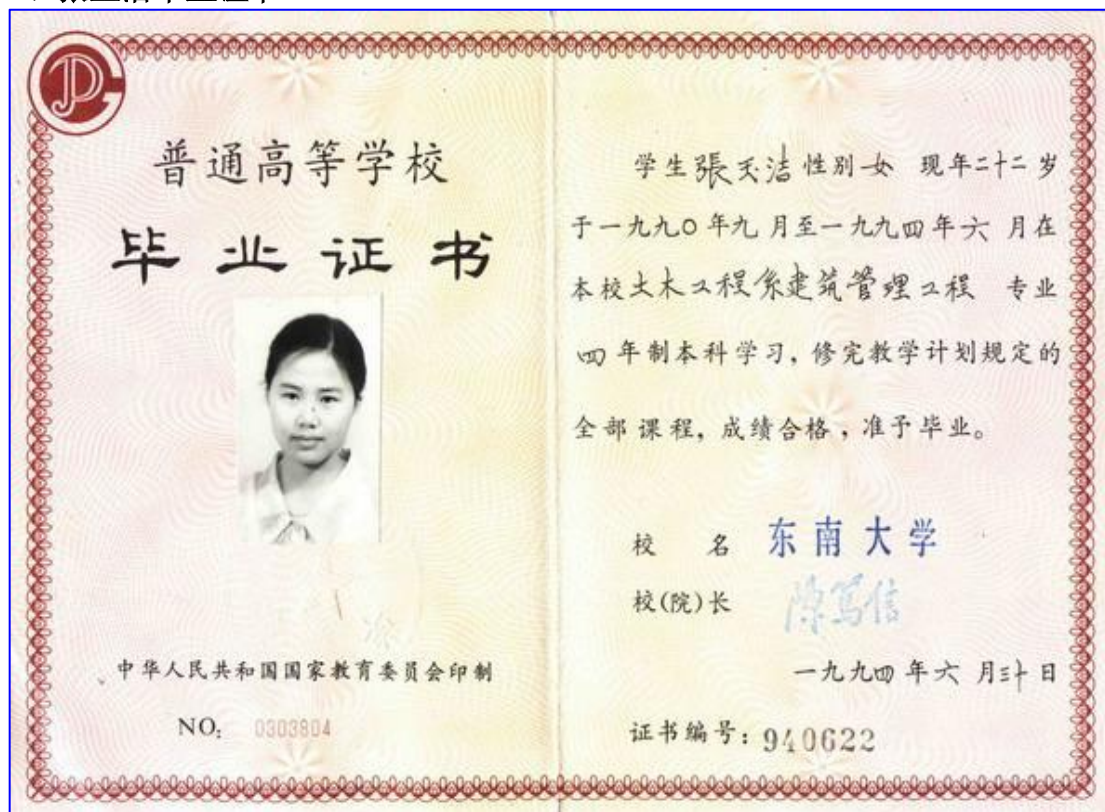 普通高等学校
毕业证书
中华人民共和国国家教育委员会印制
NO: 0303804
学生張玉洁性别女 现年二十二岁
于一九九〇年九月至一九九四年六月在
本校土木工程系建筑管理工程 专业
四年制本科学习,修完教学计划规定的
全部课程,成绩合格,准予毕业。
校 名 东南大学
校(院)长 陈笃信
一九九四年六月三十日
证书编号:940622